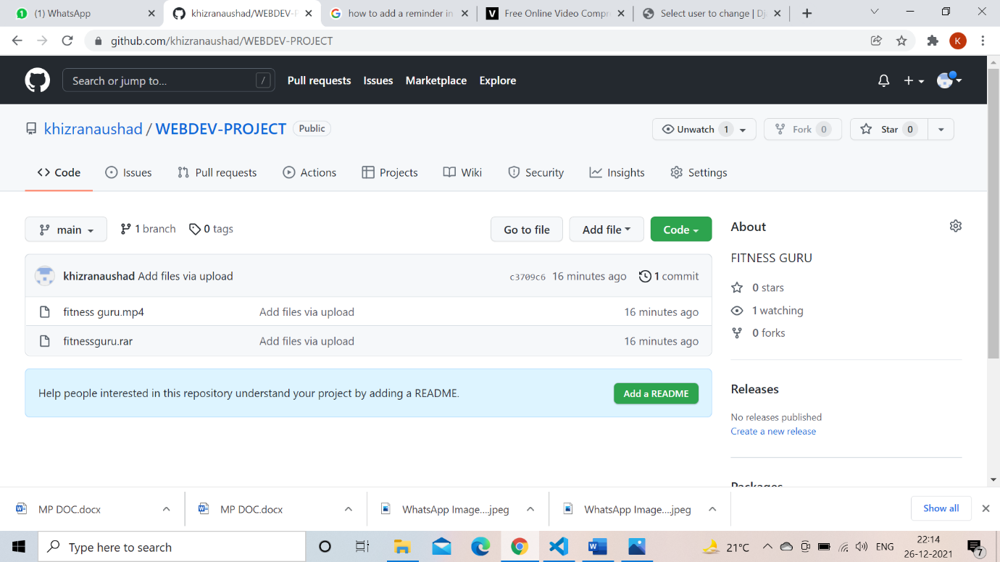 (1) WhatsApp
khizranaushad/WEBDEV-P
how to add a reminder in
Free Online Video Compr
Select user to change | Dj
github.com/khizranaushad/WEBDEV-PROJECT
K
Search or jump to...
/
Pull requests
Issues
Marketplace
Explore
khizranaushad / WEBDEV-PROJECT
Public
Unwatch 1
Fork 0
Star 0
Code
Issues
Pull requests
Actions
Projects
Wiki
Security
Insights
Settings
main
1 branch
0 tags
Go to file
Add file
Code
About
FITNESS GURU
khizranaushad Add files via upload
c3709c6 16 minutes ago
1 commit
fitness guru.mp4
Add files via upload
16 minutes ago
fitnessguru.rar
Add files via upload
16 minutes ago
0 stars
1 watching
0 forks
Help people interested in this repository understand your project by adding a README.
Add a README
Releases
No releases published
Create a new release
Packages
MP DOC.docx
MP DOC.docx
WhatsApp Image....jpeg
WhatsApp Image....jpeg
Show all
Type here to search
21°C
ENG
22:14
26-12-2021
7